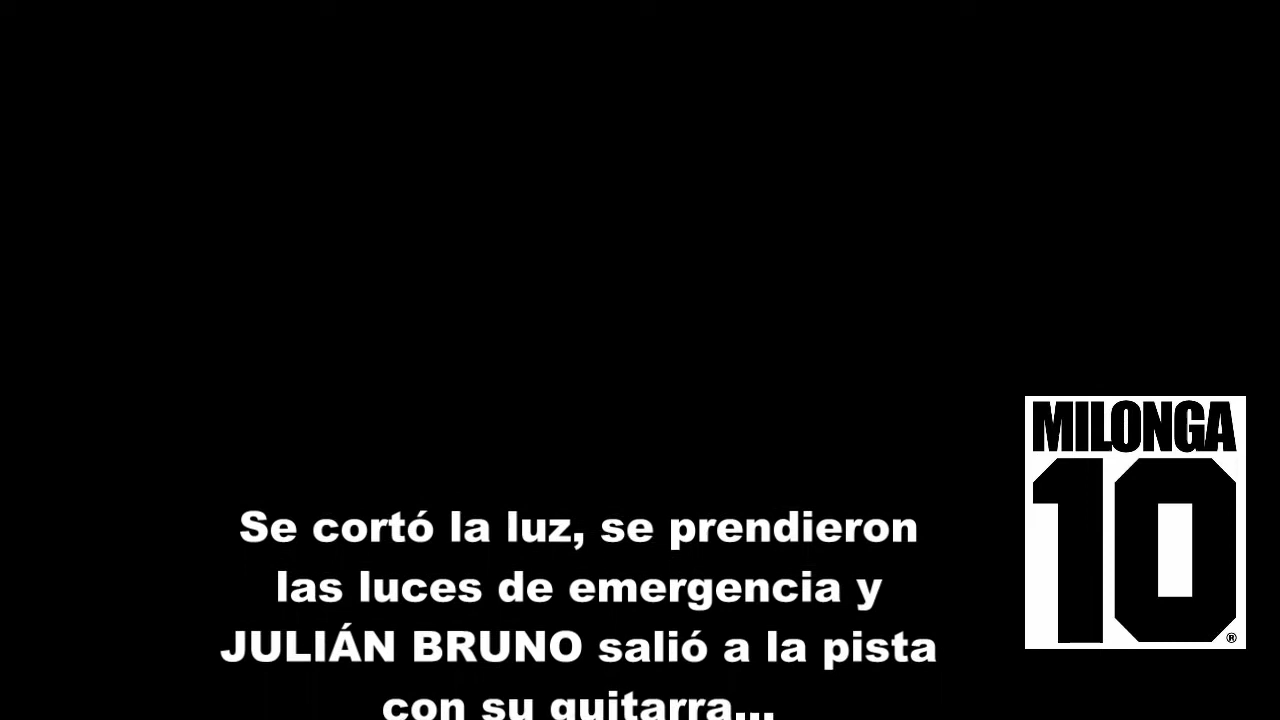 MILONGA
10
®
Se cortó la luz, se prendieron
las luces de emergencia y
JULIÁN BRUNO salió a la pista
con su guitarra...